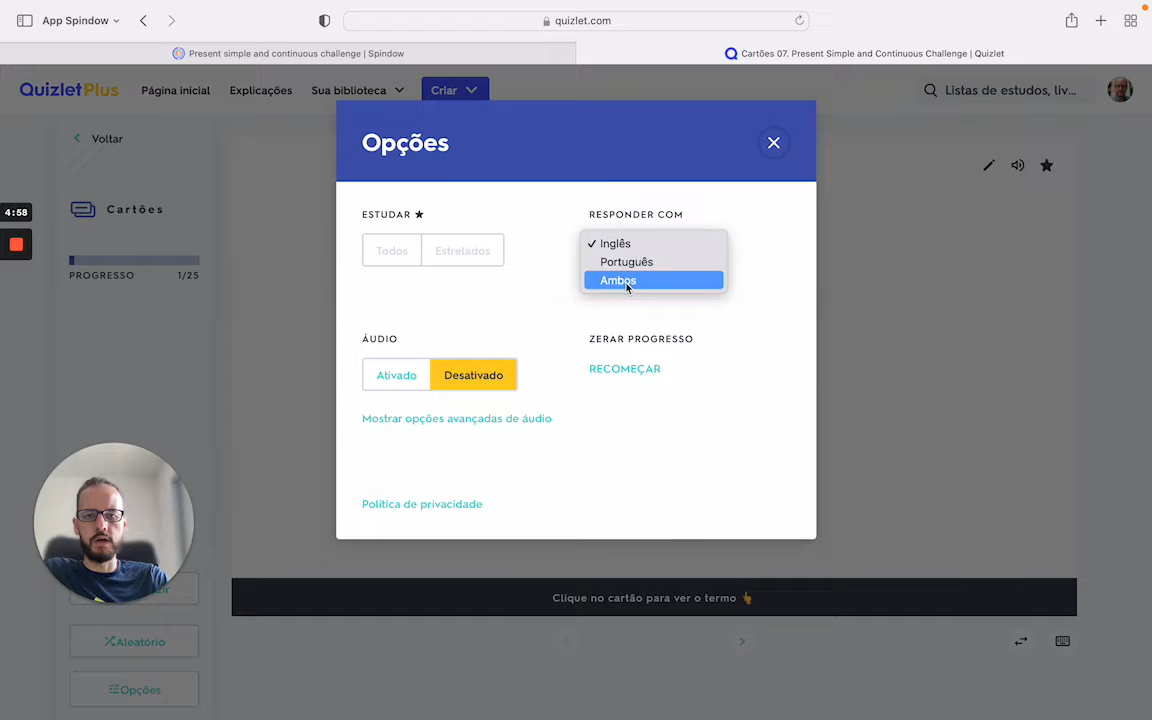 App Spindow
quizlet.com
Present simple and continuous challenge | Spindow
Cartões 07. Present Simple and Continuous Challenge | Quizlet
QuizletPlus
Página inicial
Explicações
Sua biblioteca
Criar
Listas de estudos, liv...
Voltar
Cartões
4:58
PROGRESSO
1/25
Opções
ESTUDAR
Todos
Estrelados
RESPONDER COM
✓ Inglês
Português
Ambos
ÁUDIO
Ativado
Desativado
Mostrar opções avançadas de áudio
ZERAR PROGRESSO
RECOMEÇAR
Política de privacidade
Clique no cartão para ver o termo 👆
Aleatório
Opções